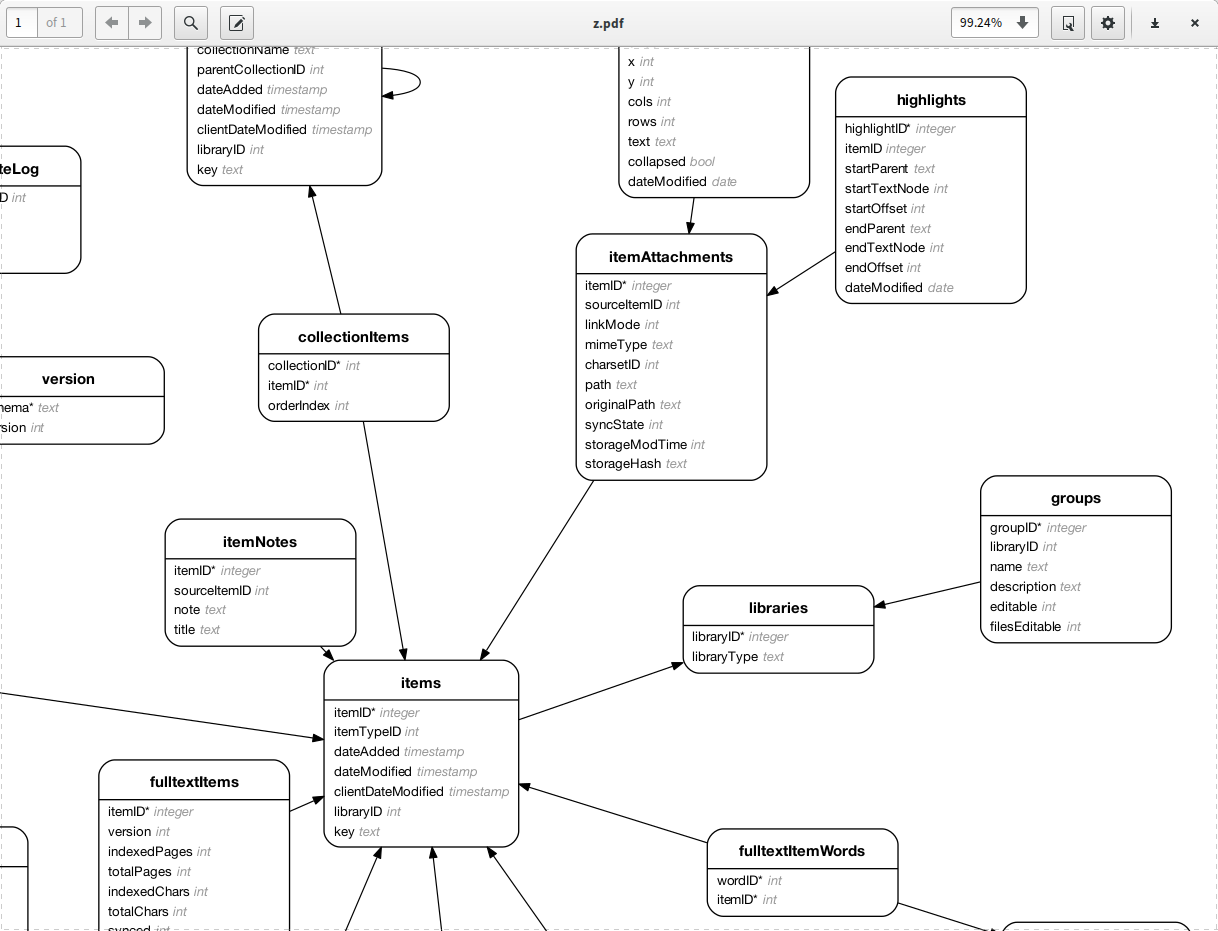 1 of 1
z.pdf
99.24%
collectionName text
parentCollectionID int
dateAdded timestamp
dateModified timestamp
clientDateModified timestamp
libraryID int
key text
x int
y int
cols int
rows int
text text
collapsed bool
dateModified date
highlights
highlightID* integer
itemID integer
startParent text
startTextNode int
startOffset int
endParent text
endTextNode int
endOffset int
dateModified date
teLog
D int
itemAttachments
itemID* integer
sourceItemID int
linkMode int
mimeType text
charsetID int
path text
originalPath text
syncState int
storageModTime int
storageHash text
collectionItems
collectionID* int
itemID* int
orderIndex int
version
hema* text
rsion int
groups
groupID* integer
libraryID int
name text
description text
editable int
filesEditable int
itemNotes
itemID* integer
sourceItemID int
note text
title text
libraries
libraryID* integer
libraryType text
items
itemID* integer
itemTypeID int
dateAdded timestamp
dateModified timestamp
clientDateModified timestamp
libraryID int
key text
fulltextItems
itemID* integer
version int
indexedPages int
totalPages int
indexedChars int
totalChars int
synced int
fulltextItemWords
wordID* int
itemID* int